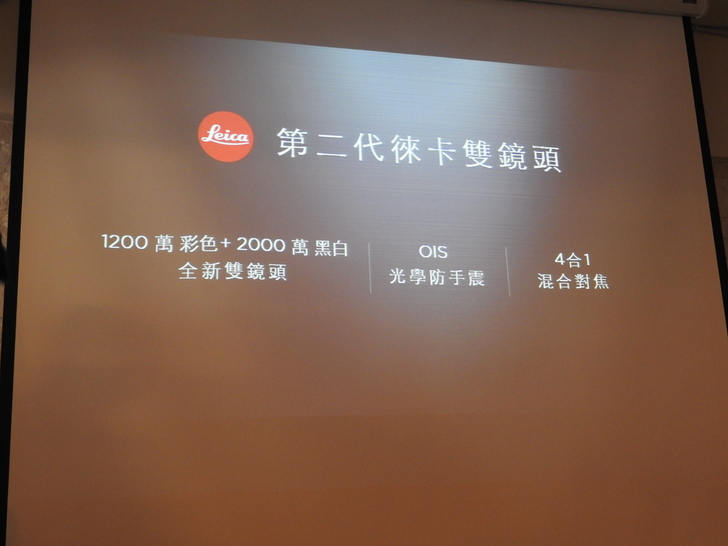 Leica
第二代徠卡雙鏡頭
1200 萬 彩色 + 2000 萬 黑白
全新雙鏡頭
OIS
光學防手震
4合1
混合對焦